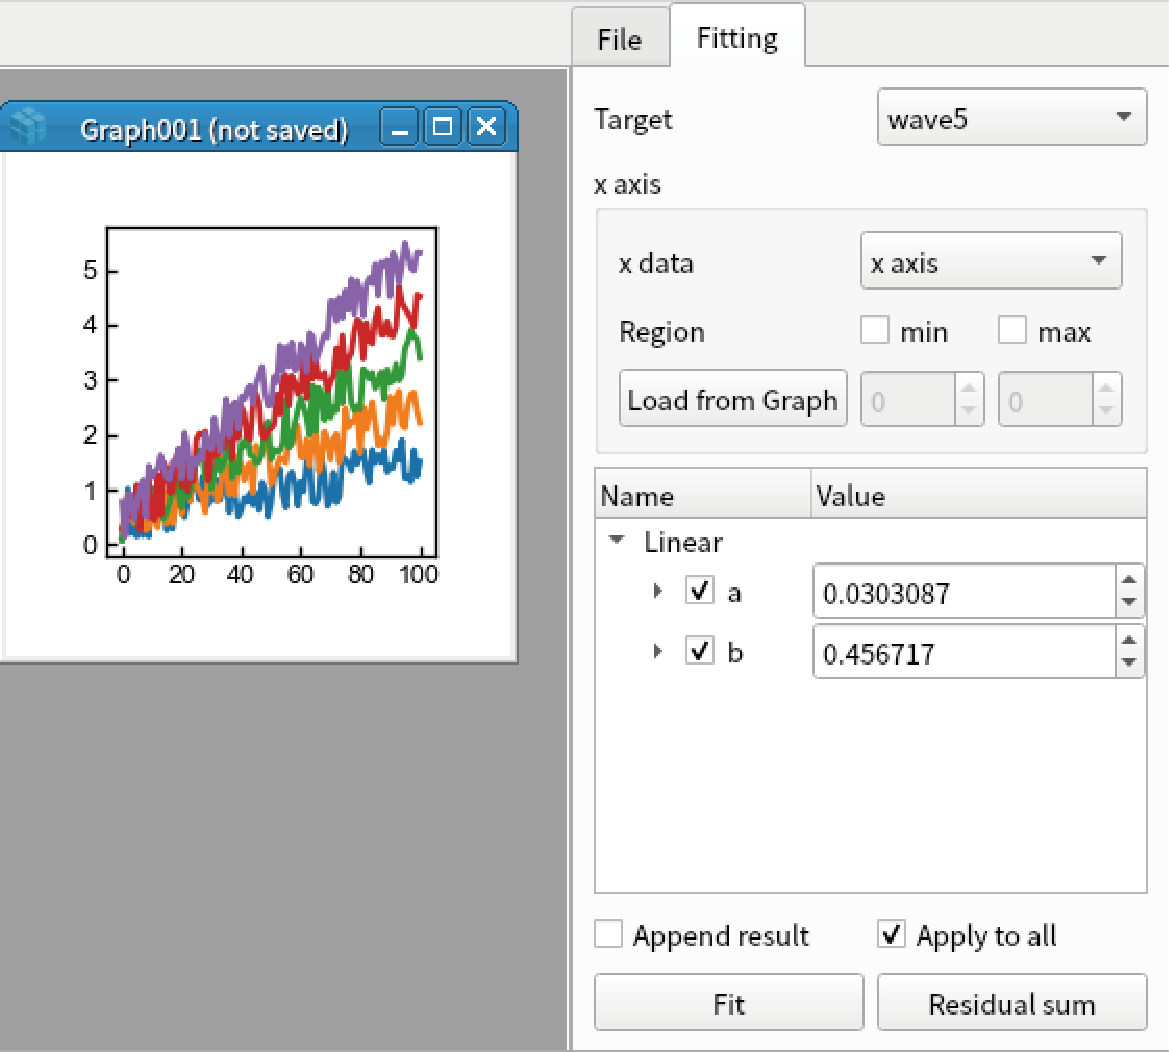 File
Fitting
Graph001 (not saved)
5
4
3
2
1
0
0 20 40 60 80 100
Target
wave5
x axis
x data
x axis
Region
min
max
Load from Graph
0
0
Name
Value
Linear
a
0.0303087
b
0.456717
Append result
Apply to all
Fit
Residual sum